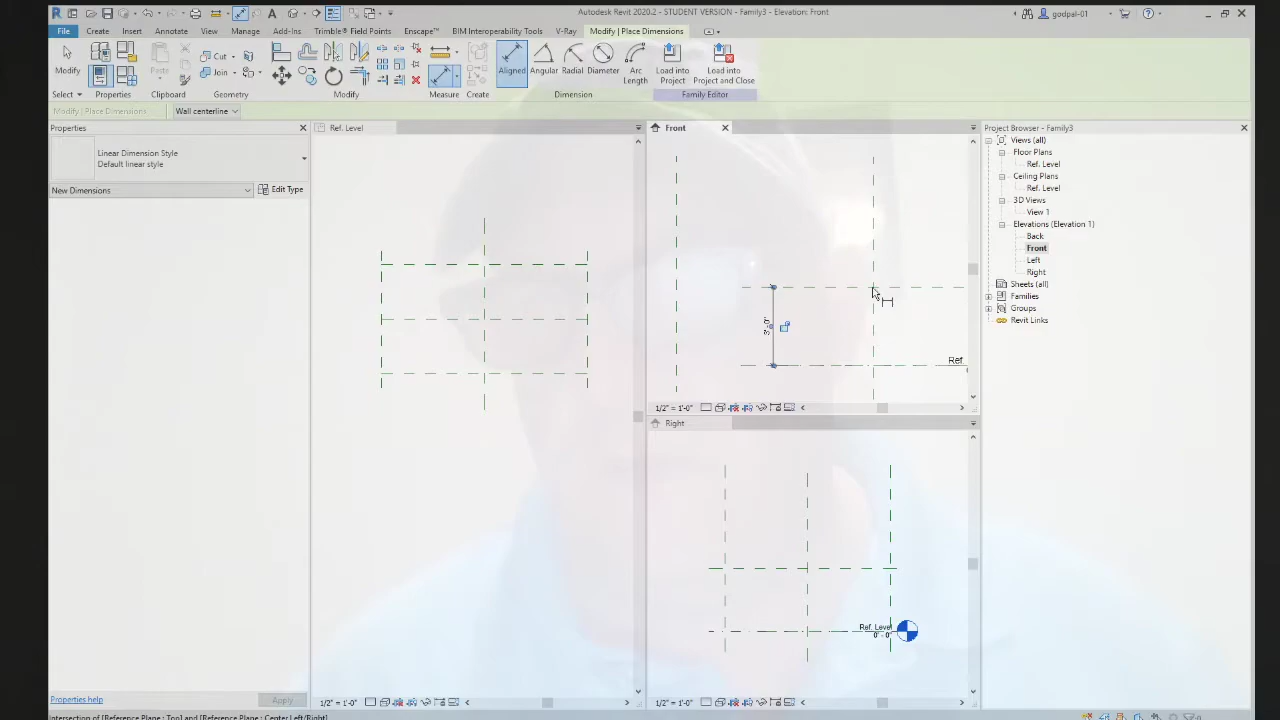 Autodesk Revit 2020.2 - STUDENT VERSION - Family3 - Elevation: Front
godpal-01
File Create Insert Annotate View Manage Add-Ins Trimble® Field Points Enscape™ BIM Interoperability Tools V-Ray Modify | Place Dimensions
Modify
Paste
Cut
Join
Aligned Angular Radial Diameter Arc Length
Load into Project
Load into Project and Close
Select Properties Clipboard Geometry Modify Measure Create Dimension Family Editor
Modify | Place Dimensions
Wall centerline
Properties
Linear Dimension Style
Default linear style
New Dimensions
Edit Type
Properties help
Apply
Ref. Level
1/2" = 1'-0"
Front
3' - 0"
Ref.
1/2" = 1'-0"
Right
Ref. Level
0' - 0"
1/2" = 1'-0"
Project Browser - Family3
Views (all)
Floor Plans
Ref. Level
Ceiling Plans
Ref. Level
3D Views
View 1
Elevations (Elevation 1)
Back
Front
Left
Right
Sheets (all)
Families
Groups
Revit Links
Intersection of [Reference Plane : Top] and [Reference Plane : Center Left/Right]